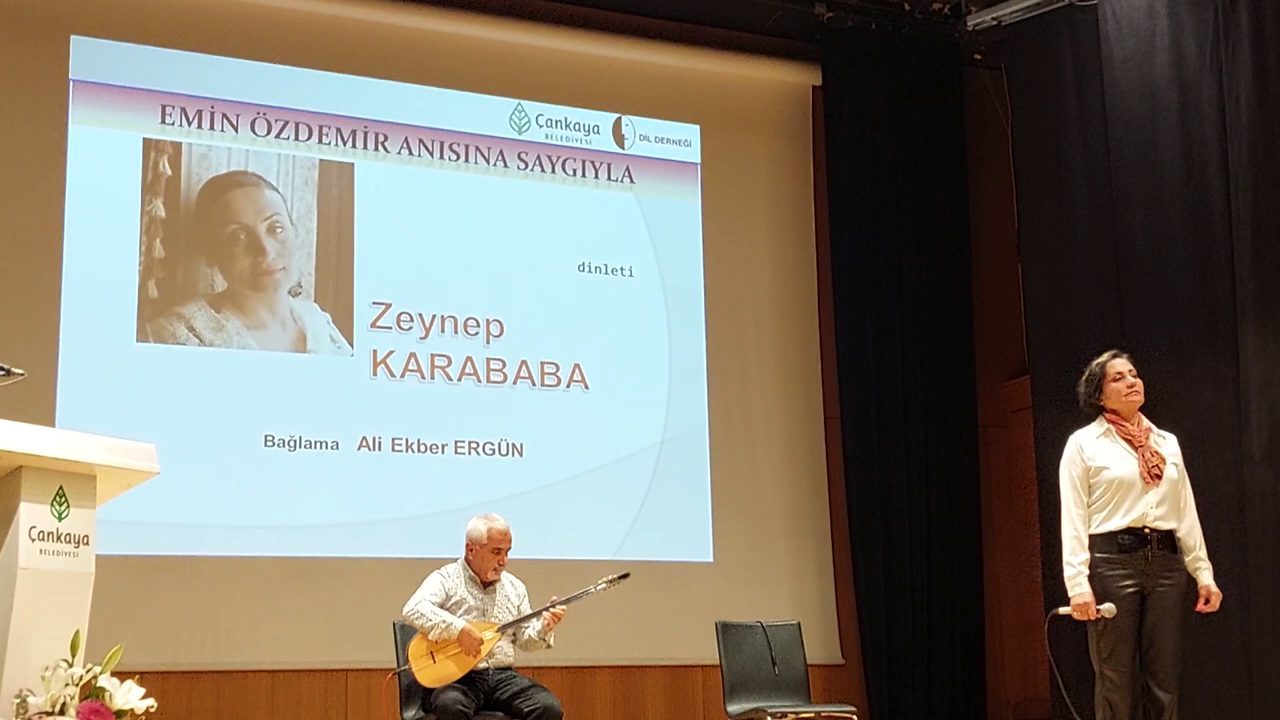 Çankaya
BELEDİYESİ
DİL DERNEĞİ
EMİN ÖZDEMİR ANISINA SAYGIYLA
dinleti
Zeynep
KARABABA
Bağlama Ali Ekber ERGÜN
Çankaya
BELEDİYESİ